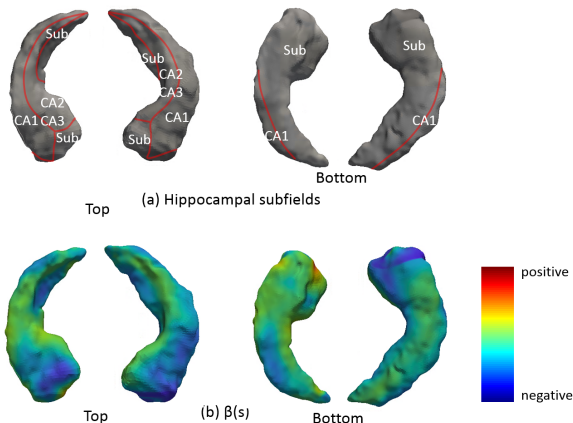 Sub
Sub
CA2
CA3
CA2
CA1 CA3
CA1
Sub
Sub
Sub
Sub
CA1
CA1
Bottom
Top
(a) Hippocampal subfields
positive
negative
Top
(b) β(s)
Bottom